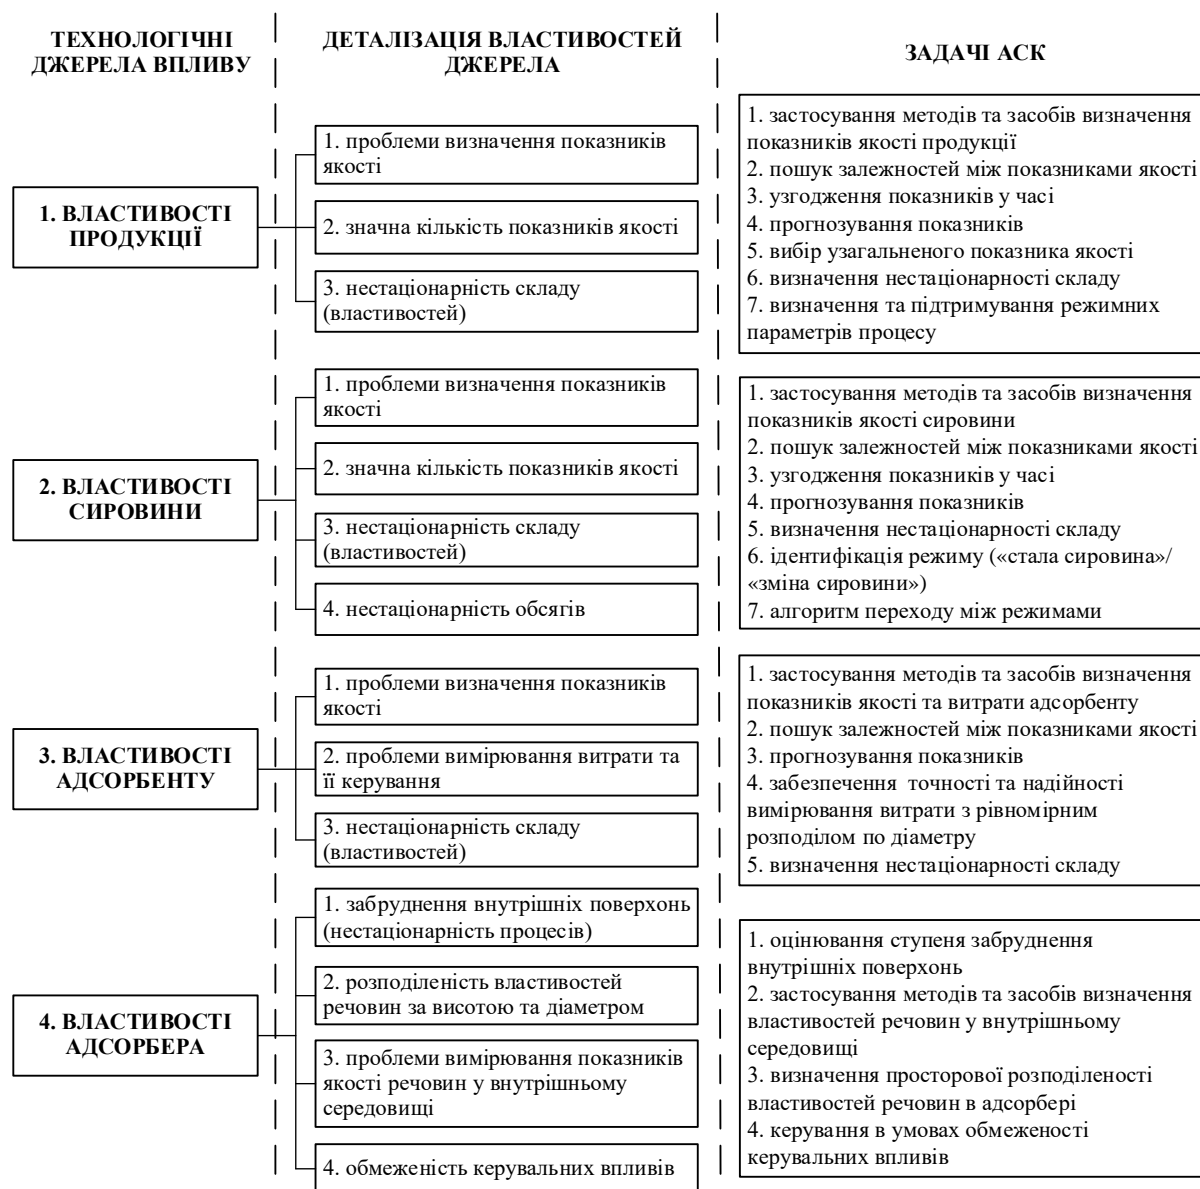 ТЕХНОЛОГІЧНІ
ДЖЕРЕЛА ВПЛИВУ
ДЕТАЛІЗАЦІЯ ВЛАСТИВОСТЕЙ
ДЖЕРЕЛА
ЗАДАЧІ АСК
1. ВЛАСТИВОСТІ
ПРОДУКЦІЇ
1. проблеми визначення показників
якості
2. значна кількість показників якості
3. нестаціонарність складу
(властивостей)
1. застосування методів та засобів визначення
показників якості продукції
2. пошук залежностей між показниками якості
3. узгодження показників у часі
4. прогнозування показників
5. вибір узагальненого показника якості
6. визначення нестаціонарності складу
7. визначення та підтримування режимних
параметрів процесу
2. ВЛАСТИВОСТІ
СИРОВИНИ
1. проблеми визначення показників
якості
2. значна кількість показників якості
3. нестаціонарність складу
(властивостей)
4. нестаціонарність обсягів
1. застосування методів та засобів визначення
показників якості сировини
2. пошук залежностей між показниками якості
3. узгодження показників у часі
4. прогнозування показників
5. визначення нестаціонарності складу
6. ідентифікація режиму («стала сировина»/
«зміна сировини»)
7. алгоритм переходу між режимами
3. ВЛАСТИВОСТІ
АДСОРБЕНТУ
1. проблеми визначення показників
якості
2. проблеми вимірювання витрати та
її керування
3. нестаціонарність складу
(властивостей)
1. застосування методів та засобів визначення
показників якості та витрати адсорбенту
2. пошук залежностей між показниками якості
3. прогнозування показників
4. забезпечення точності та надійності
вимірювання витрати з рівномірним
розподілом по діаметру
5. визначення нестаціонарності складу
4. ВЛАСТИВОСТІ
АДСОРБЕРА
1. забруднення внутрішніх поверхонь
(нестаціонарність процесів)
2. розподіленість властивостей
речовин за висотою та діаметром
3. проблеми вимірювання показників
якості речовин у внутрішньому
середовищі
4. обмеженість керувальних впливів
1. оцінювання ступеня забруднення
внутрішніх поверхонь
2. застосування методів та засобів визначення
властивостей речовин у внутрішньому
середовищі
3. визначення просторової розподіленості
властивостей речовин в адсорбері
4. керування в умовах обмеженості
керувальних впливів